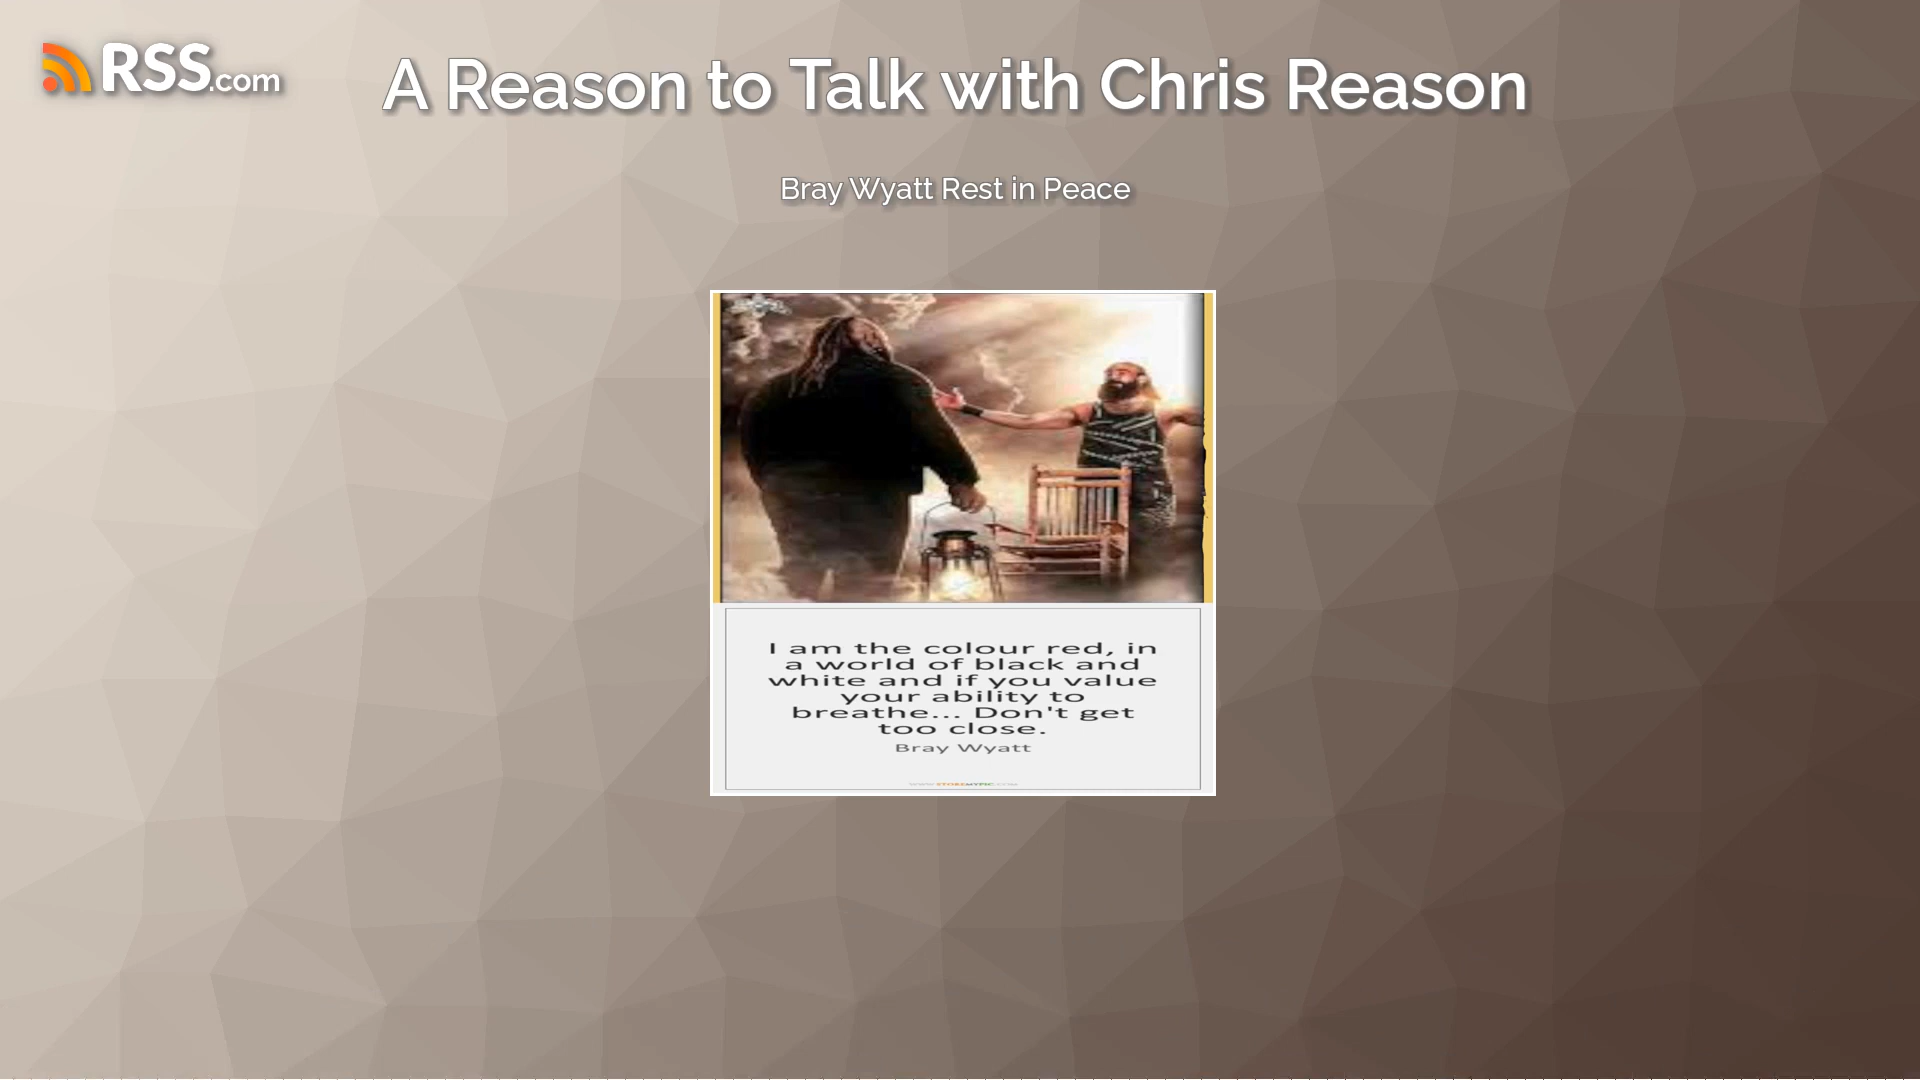 RSS.com
A Reason to Talk with Chris Reason
Bray Wyatt Rest in Peace
I am the colour red, in
a world of black and
white and if you value
your ability to
breathe... Don't get
too close.
Bray Wyatt